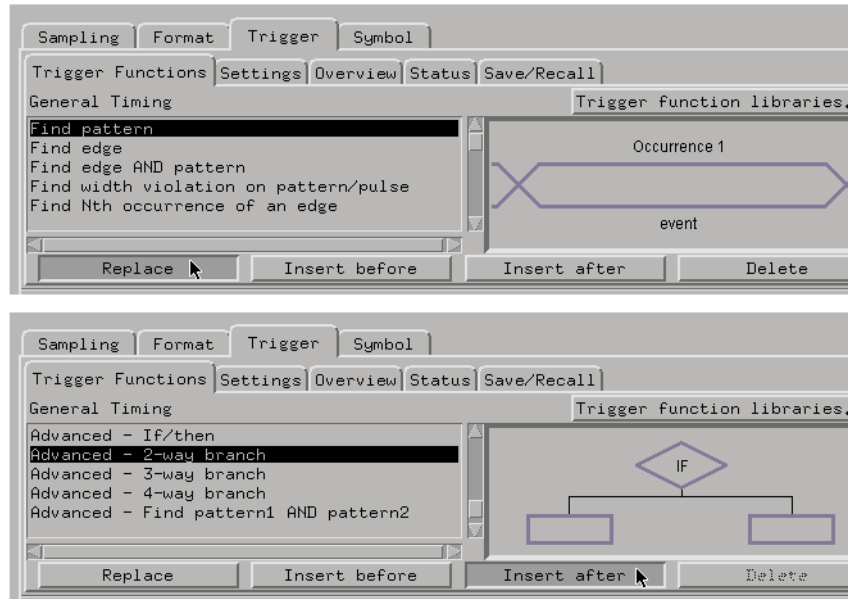 Sampling Format Trigger Symbol
Trigger Functions Settings Overview Status Save/Recall
General Timing Trigger function libraries.
Find pattern
Find edge
Find edge AND pattern
Find width violation on pattern/pulse
Find Nth occurrence of an edge
Occurrence 1
event
Replace Insert before Insert after Delete
Sampling Format Trigger Symbol
Trigger Functions Settings Overview Status Save/Recall
General Timing Trigger function libraries.
Advanced - If/then
Advanced - 2-way branch
Advanced - 3-way branch
Advanced - 4-way branch
Advanced - Find pattern1 AND pattern2
IF
Replace Insert before Insert after Delete